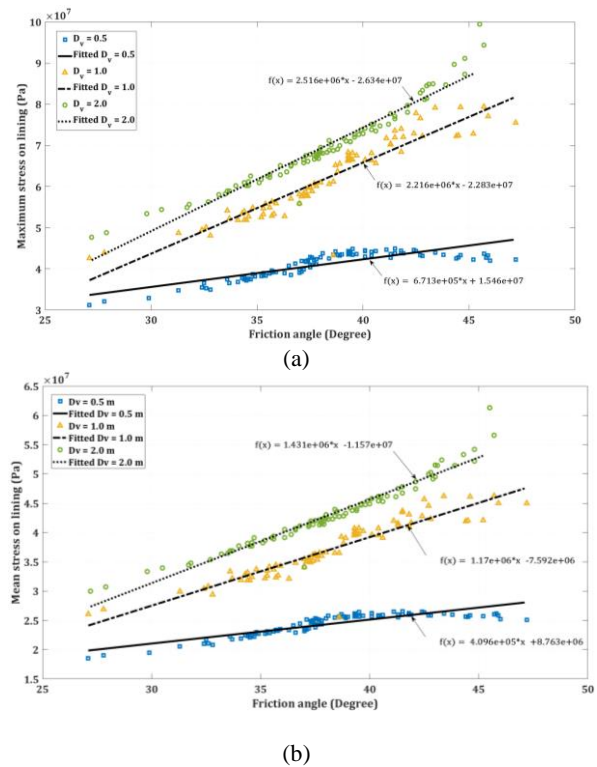 ×10⁷
10
9
8
7
6
5
4
3
Maximum stress on lining (Pa)
D_v = 0.5
Fitted D_v = 0.5
D_v = 1.0
Fitted D_v = 1.0
D_v = 2.0
Fitted D_v = 2.0
f(x) = 2.516e+06*x - 2.634e+07
f(x) = 2.216e+06*x - 2.283e+07
f(x) = 6.713e+05*x + 1.546e+07
25 30 35 40 45 50
Friction angle (Degree)
(a)
×10⁷
6.5
6
5.5
5
4.5
4
3.5
3
2.5
2
1.5
Mean stress on lining (Pa)
Dv = 0.5 m
Fitted Dv = 0.5 m
Dv = 1.0 m
Fitted Dv = 1.0 m
Dv = 2.0 m
Fitted Dv = 2.0 m
f(x) = 1.431e+06*x -1.157e+07
f(x) = 1.17e+06*x -7.592e+06
f(x) = 4.096e+05*x +8.763e+06
25 30 35 40 45 50
Friction angle (Degree)
(b)